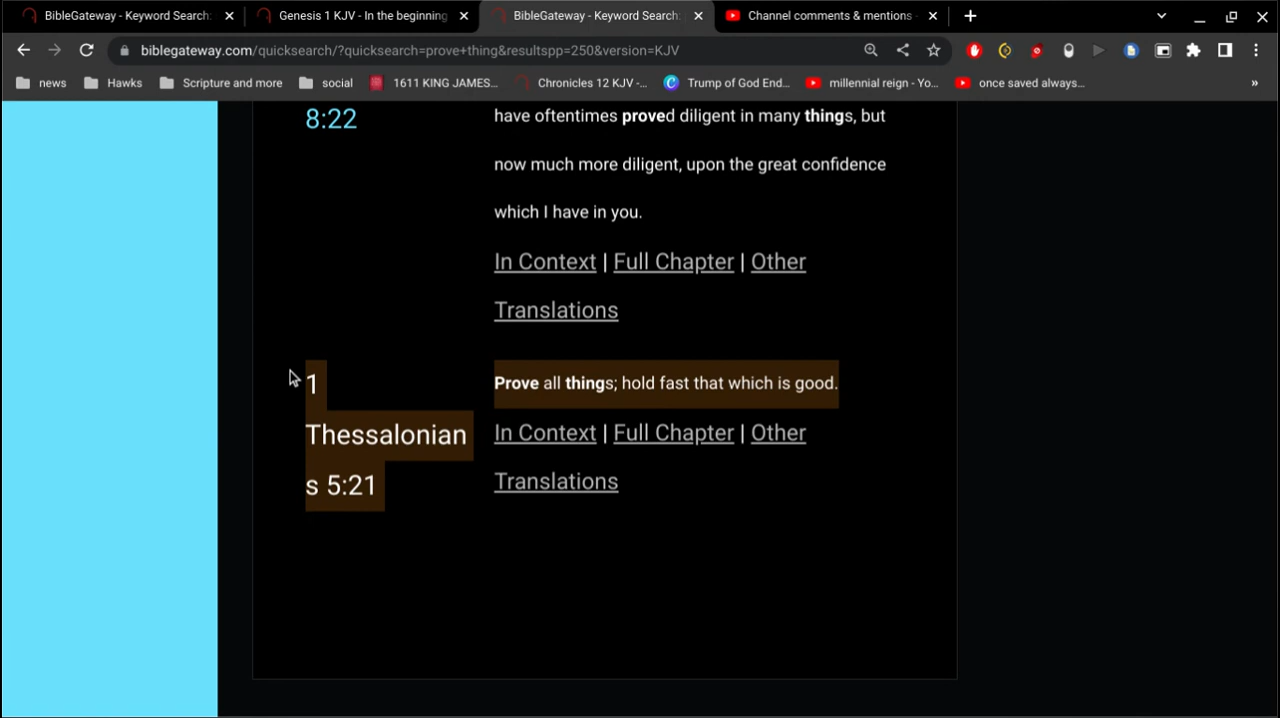 BibleGateway - Keyword Search:
Genesis 1 KJV - In the beginning
BibleGateway - Keyword Search:
Channel comments & mentions -
biblegateway.com/quicksearch/?quicksearch=prove+thing&resultspp=250&version=KJV
news
Hawks
Scripture and more
social
1611 KING JAMES...
Chronicles 12 KJV -...
Trump of God End...
millennial reign - Yo...
once saved always...
»
8:22
have oftentimes proved diligent in many things, but
now much more diligent, upon the great confidence
which I have in you.
In Context | Full Chapter | Other
Translations
1
Thessalonian
s 5:21
Prove all things; hold fast that which is good.
In Context | Full Chapter | Other
Translations